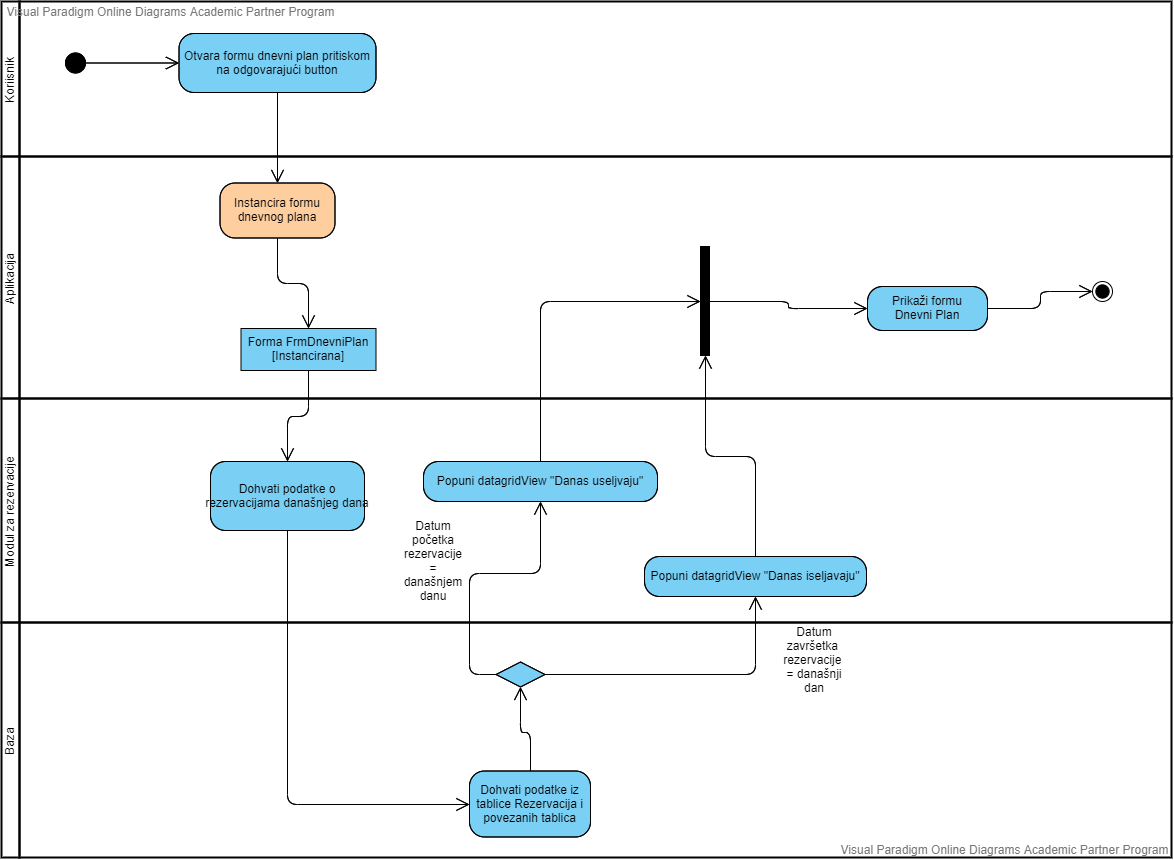 Visual Paradigm Online Diagrams Academic Partner Program
Koriisnik
Otvara formu dnevni plan pritiskom
na odgovarajući button
Aplikacija
Instancira formu
dnevnog plana
Forma FrmDnevniPlan
[Instancirana]
Prikaži formu
Dnevni Plan
Modul za rezervacije
Dohvati podatke o
rezervacijama današnjeg dana
Popuni datagridView "Danas useljvaju"
Datum
početka
rezervacije
=
današnjem
danu
Popuni datagridView "Danas iseljavaju"
Baza
Datum
završetka
rezervacije
= današnji
dan
Dohvati podatke iz
tablice Rezervacija i
povezanih tablica
Visual Paradigm Online Diagrams Academic Partner Program